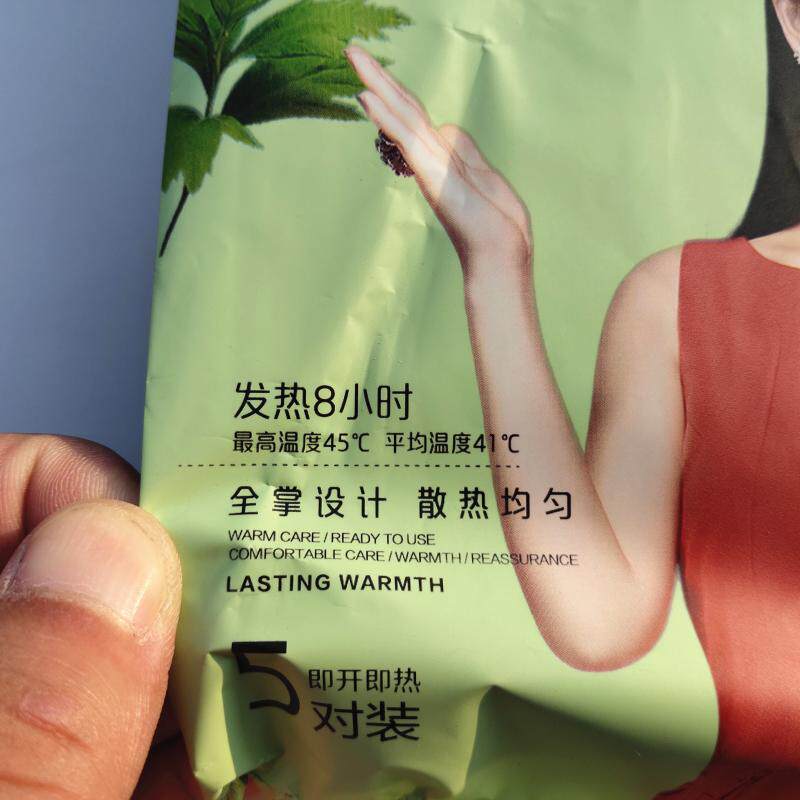 发热8小时
最高温度45℃ 平均温度41℃
全掌设计 散热均匀
WARM CARE / READY TO USE
COMFORTABLE CARE / WARMTH / REASSURANCE
LASTING WARMTH
5 即开即热
对装